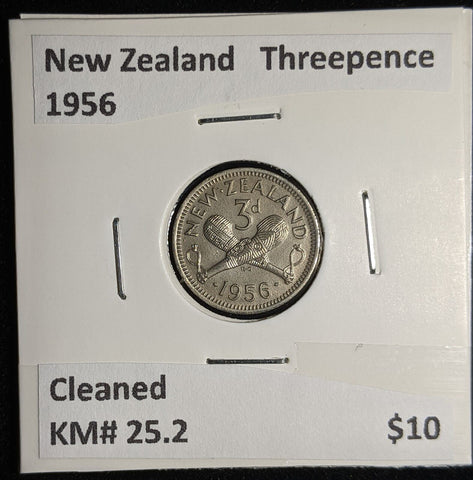 New Zealand Threepence
1956
NEW·ZEALAND
3d
·1956·
Cleaned
KM# 25.2
$10